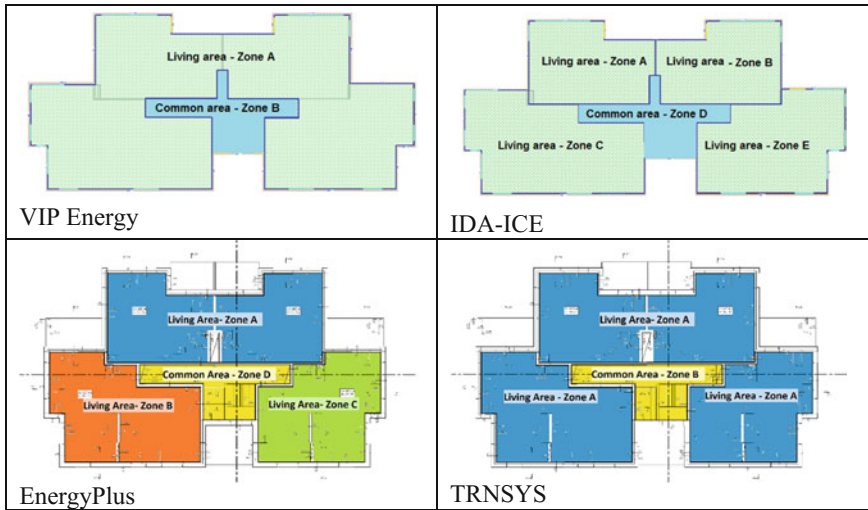 Living area - Zone A
Common area - Zone B
VIP Energy
Living area - Zone A
Living area - Zone B
Common area - Zone D
Living area - Zone C
Living area - Zone E
IDA-ICE
Living Area- Zone A
Common Area - Zone D
Living Area- Zone B
Living Area- Zone C
EnergyPlus
Living Area- Zone A
Common Area - Zone B
Living Area - Zone A
Living Area - Zone A
TRNSYS